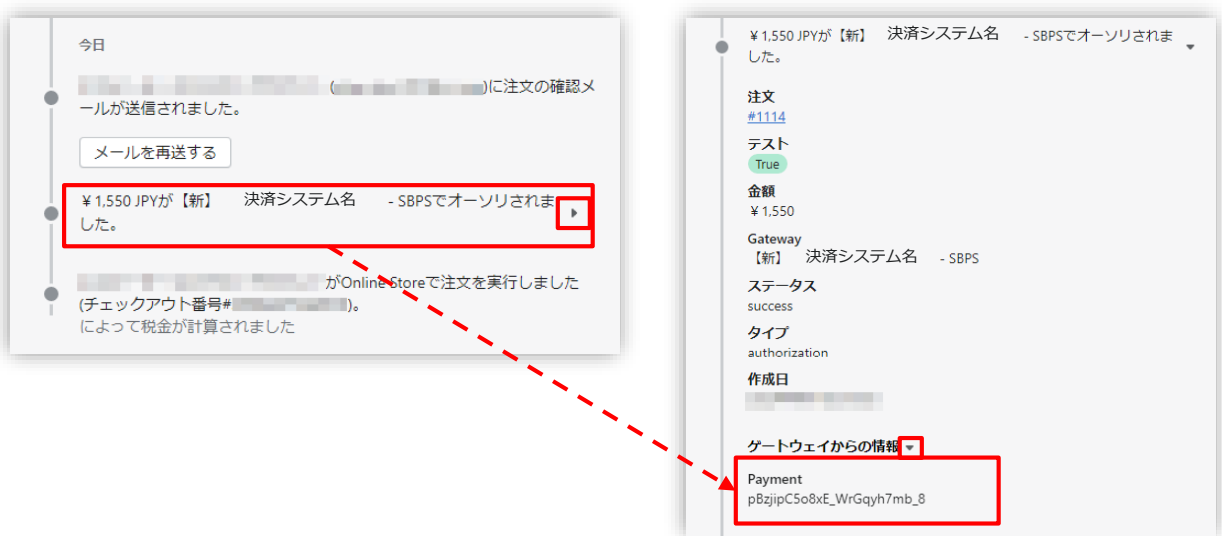 今日
( )に注文の確認メ
ールが送信されました。
メールを再送する
¥1,550 JPYが【新】 決済システム名 - SBPSでオーソリされま
した。
がOnline Storeで注文を実行しました
(チェックアウト番号# )。
によって税金が計算されました
¥1,550 JPYが【新】 決済システム名 - SBPSでオーソリされま
した。
注文
#1114
テスト
True
金額
¥1,550
Gateway
【新】 決済システム名 - SBPS
ステータス
success
タイプ
authorization
作成日
ゲートウェイからの情報
Payment
pBzjipC5o8xE_WrGqyh7mb_8